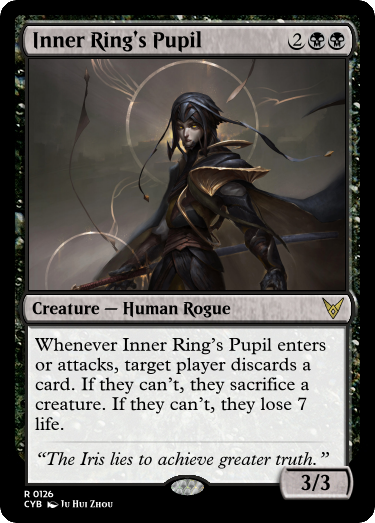 Inner Ring's Pupil 2
Creature — Human Rogue
Whenever Inner Ring's Pupil enters
or attacks, target player discards a
card. If they can't, they sacrifice a
creature. If they can't, they lose 7
life.
“The Iris lies to achieve greater truth.”
3/3
R 0126
CYB Ju Hui Zhou